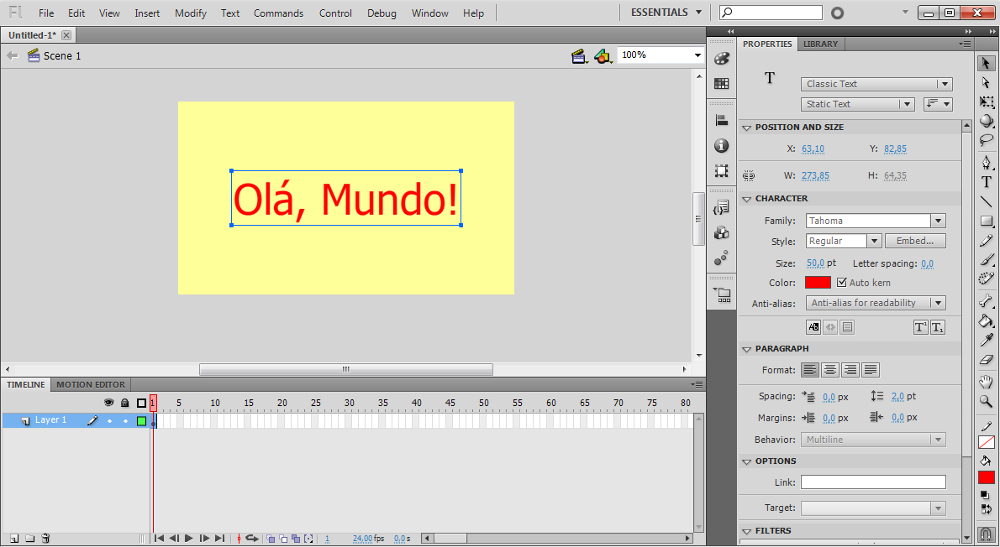 Fl File Edit View Insert Modify Text Commands Control Debug Window Help ESSENTIALS
Untitled-1*
Scene 1 100%
Olá, Mundo!
PROPERTIES LIBRARY
T Classic Text
Static Text
POSITION AND SIZE
X: 63,10 Y: 82,85
W: 273,85 H: 64,35
CHARACTER
Family: Tahoma
Style: Regular Embed...
Size: 50,0 pt Letter spacing: 0,0
Color: Auto kern
Anti-alias: Anti-alias for readability
PARAGRAPH
Format:
Spacing: 0,0 px 2,0 pt
Margins: 0,0 px 0,0 px
Behavior: Multiline
OPTIONS
Link:
Target:
FILTERS
TIMELINE MOTION EDITOR
1 5 10 15 20 25 30 35 40 45 50 55 60 65 70 75 80
Layer 1
1 24,00 fps 0,0 s